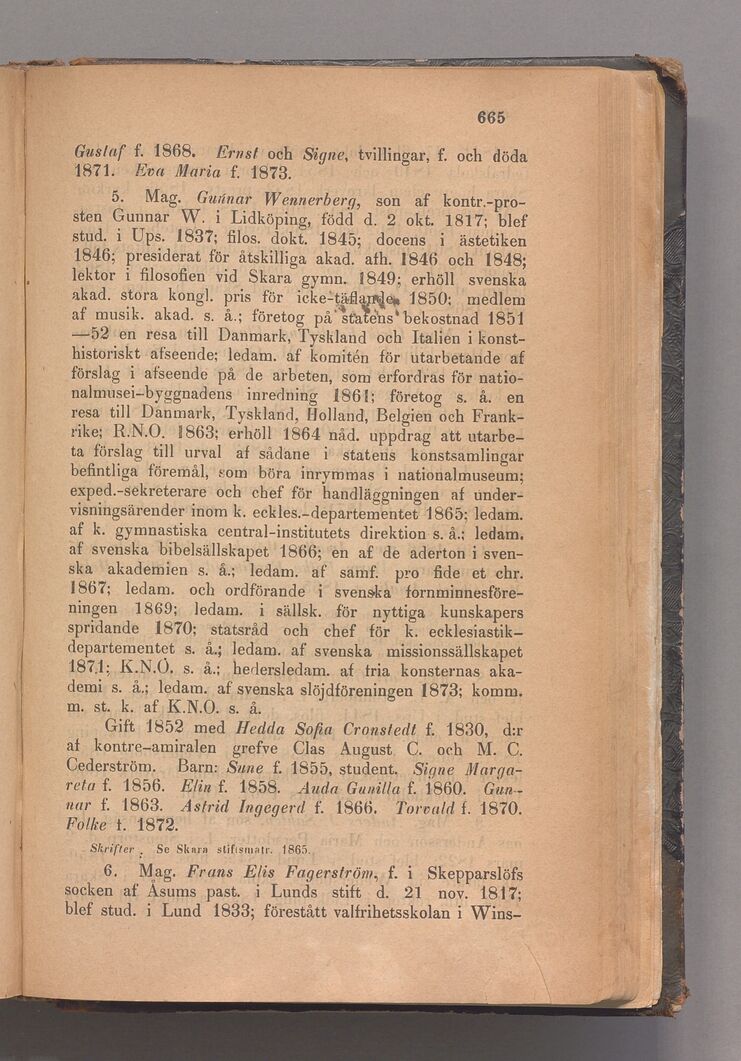 665
Gustaf f. 1868. Ernst och Signe, tvillingar, f. och döda
1871. Eva Maria f. 1873.
5. Mag. Gunnar Wennerberg, son af kontr.-pro-
sten Gunnar W. i Lidköping, född d. 2 okt. 1817; blef
stud. i Ups. 1837; filos. dokt. 1845; docens i ästetiken
1846; presiderat för åtskilliga akad. afh. 1846 och 1848;
lektor i filosofien vid Skara gymn. 1849; erhöll svenska
akad. stora kongl. pris för icke-täflande 1850; medlem
af musik. akad. s. å.; företog på statens bekostnad 1851
—52 en resa till Danmark, Tyskland och Italien i konst-
historiskt afseende; ledam. af komitén för utarbetande af
förslag i afseende på de arbeten, som erfordras för natio-
nalmusei-byggnadens inredning 1861; företog s. å. en
resa till Danmark, Tyskland, Holland, Belgien och Frank-
rike; R.N.O. 1863; erhöll 1864 nåd. uppdrag att utarbe-
ta förslag till urval af sådane i statens konstsamlingar
befintliga föremål, som böra inrymmas i nationalmuseum;
exped.-sekreterare och chef för handläggningen af under-
visningsärender inom k. eckles.-departementet 1865; ledam.
af k. gymnastiska central-institutets direktion s. å.; ledam.
af svenska bibelsällskapet 1866; en af de aderton i sven-
ska akademien s. å.; ledam. af samf. pro fide et chr.
1867; ledam. och ordförande i svenska fornminnesföre-
ningen 1869; ledam. i sällsk. för nyttiga kunskapers
spridande 1870; statsråd och chef för k. ecklesiastik-
departementet s. å.; ledam. af svenska missionssällskapet
1871; K.N.O. s. å.; hedersledam. af fria konsternas aka-
demi s. å.; ledam. af svenska slöjdföreningen 1873; komm.
m. st. k. af K.N.O. s. å.
Gift 1852 med Hedda Sofia Cronstedt f. 1830, d:r
af kontre-amiralen grefve Clas August C. och M. C.
Cederström. Barn: Sune f. 1855, student. Signe Marga-
reta f. 1856. Elin f. 1858. Auda Gunilla f. 1860. Gun-
nar f. 1863. Astrid Ingegerd f. 1866. Torvald f. 1870.
Folke f. 1872.
Skrifter: Se Skara stiftsmatr. 1865.
6. Mag. Frans Elis Fagerström, f. i Skepparslöfs
socken af Åsums past. i Lunds stift d. 21 nov. 1817;
blef stud. i Lund 1833; förestått valfrihetsskolan i Wins-